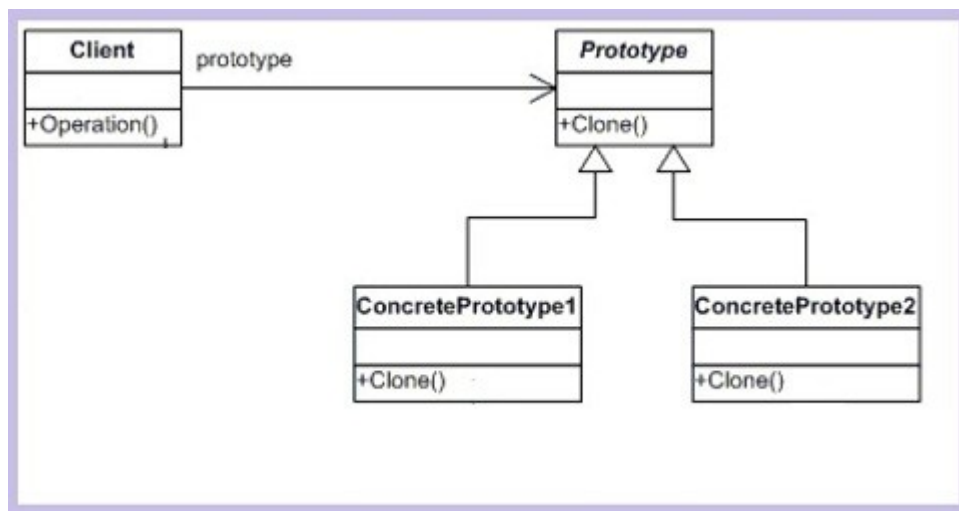 Client
prototype
Prototype
+Operation()
+Clone()
ConcretePrototype1
ConcretePrototype2
+Clone()
+Clone()